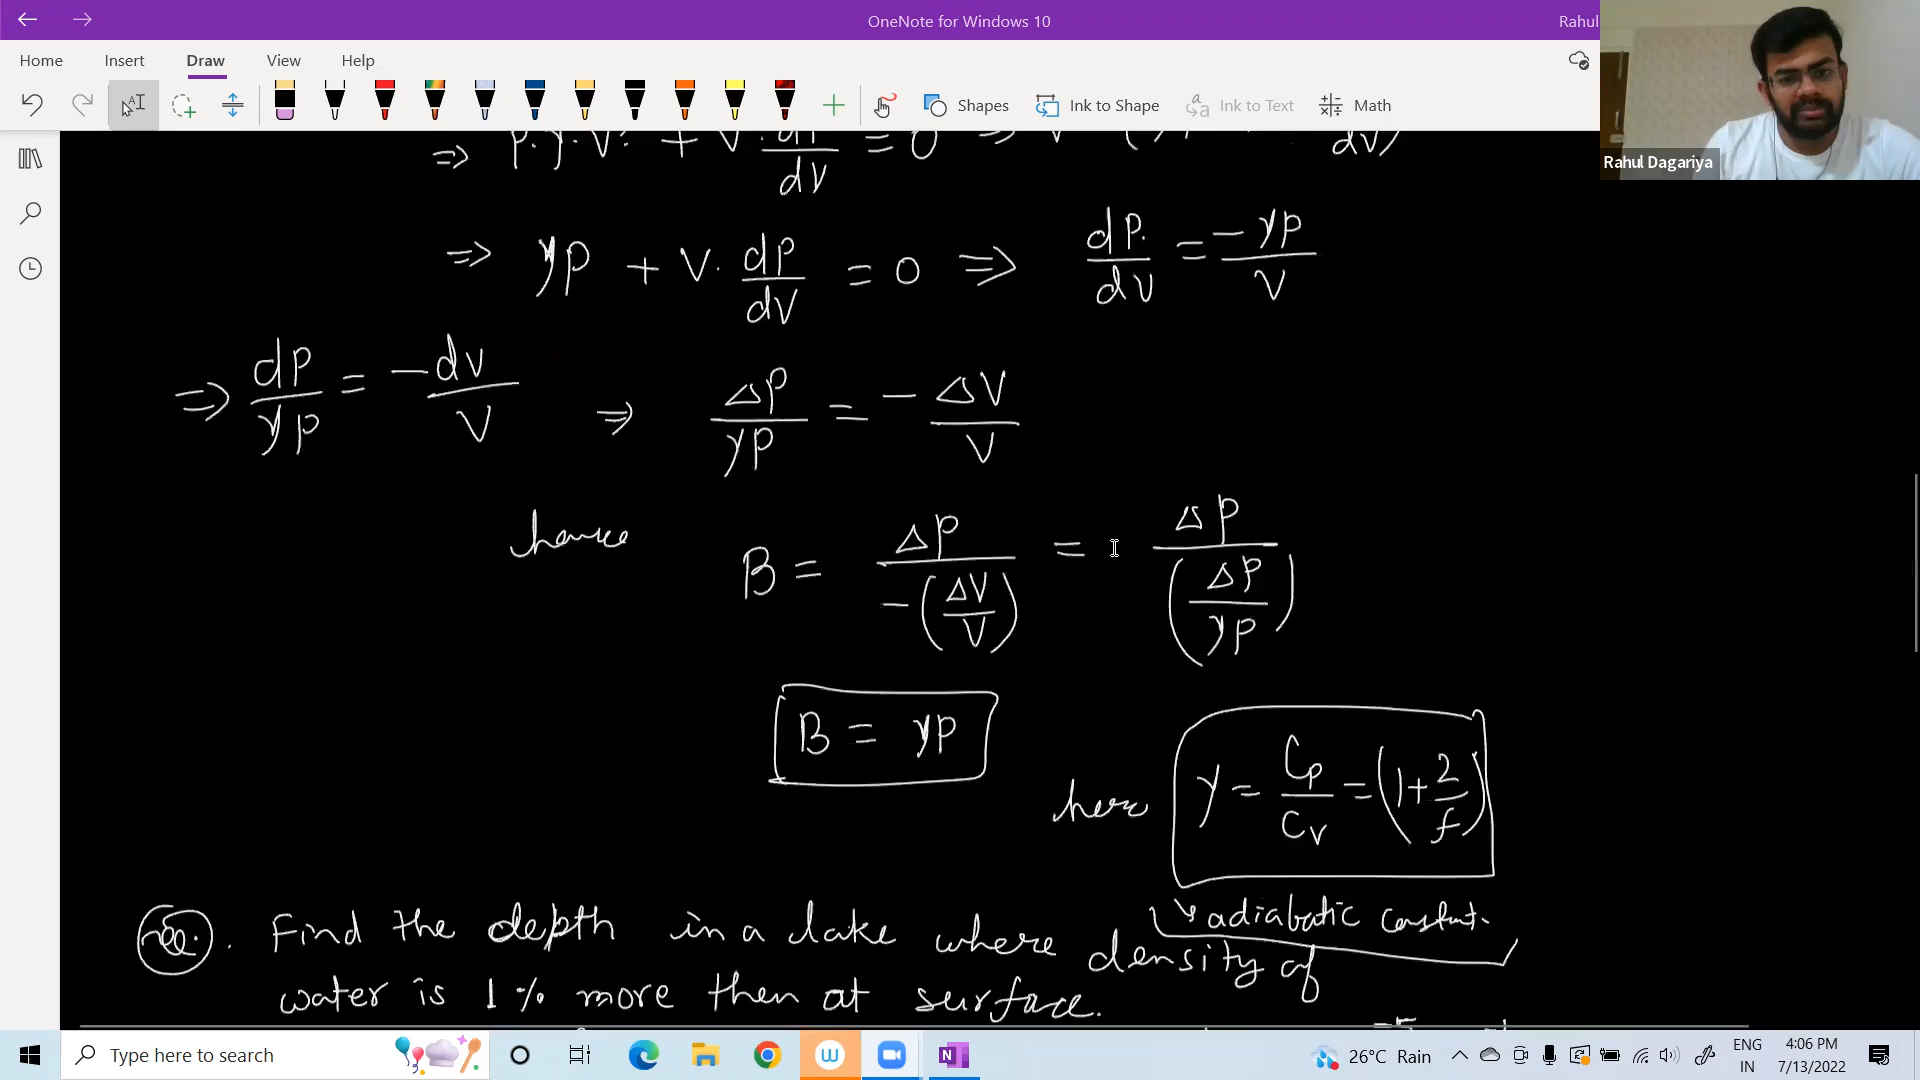 OneNote for Windows 10
Rahul
Home Insert Draw View Help
Shapes Ink to Shape Ink to Text Math
Rahul Dagariya
dV
dV)
⇒ γP + V · dP/dV = 0 ⇒ dP/dV = -γP/V
⇒ dP/γP = -dV/V ⇒ ΔP/γP = - ΔV/V
hence B = ΔP/-(ΔV/V) = ΔP/(ΔP/γP)
B = γP
here γ = Cp/Cv = (1+2/f)
adiabatic constant.
Find the depth in a lake where density of
water is 1% more then at surface.
Type here to search
26°C Rain
ENG
IN
4:06 PM
7/13/2022